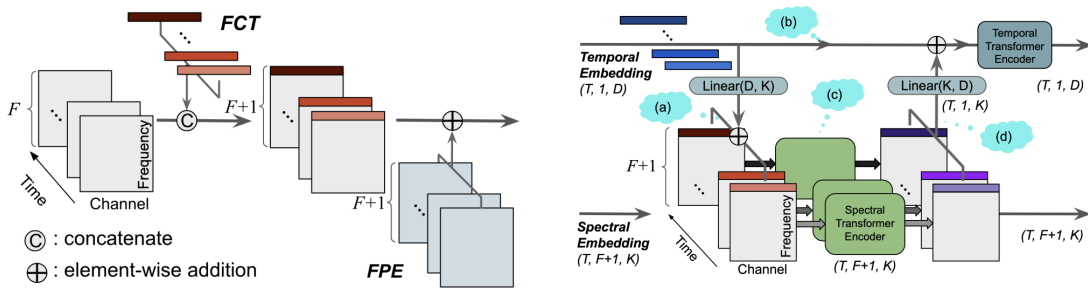 FCT
F
F+1
C
Frequency
Time
Channel
F+1
C : concatenate
+ : element-wise addition
FPE
(b)
Temporal
Transformer
Encoder
Temporal
Embedding
(T, 1, D)
Linear(D, K)
Linear(K, D)
(T, 1, K)
(T, 1, D)
(a)
(c)
(d)
F+1
Spectral
Transformer
Encoder
Frequency
Spectral
Embedding
(T, F+1, K)
Time
Channel
(T, F+1, K)
(T, F+1, K)